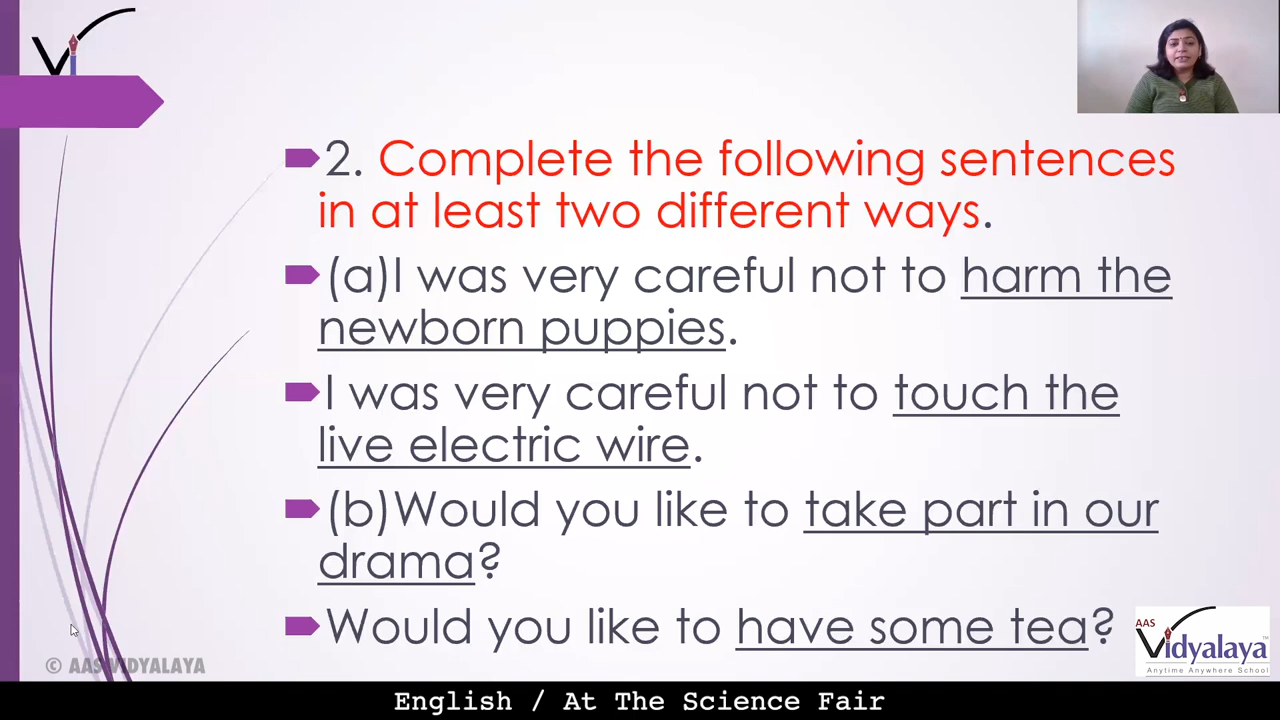 2. Complete the following sentences
in at least two different ways.
(a)I was very careful not to harm the
newborn puppies.
I was very careful not to touch the
live electric wire.
(b)Would you like to take part in our
drama?
Would you like to have some tea?
AAS
Vidyalaya
TM
Anytime Anywhere School
© AAS VIDYALAYA
English / At The Science Fair